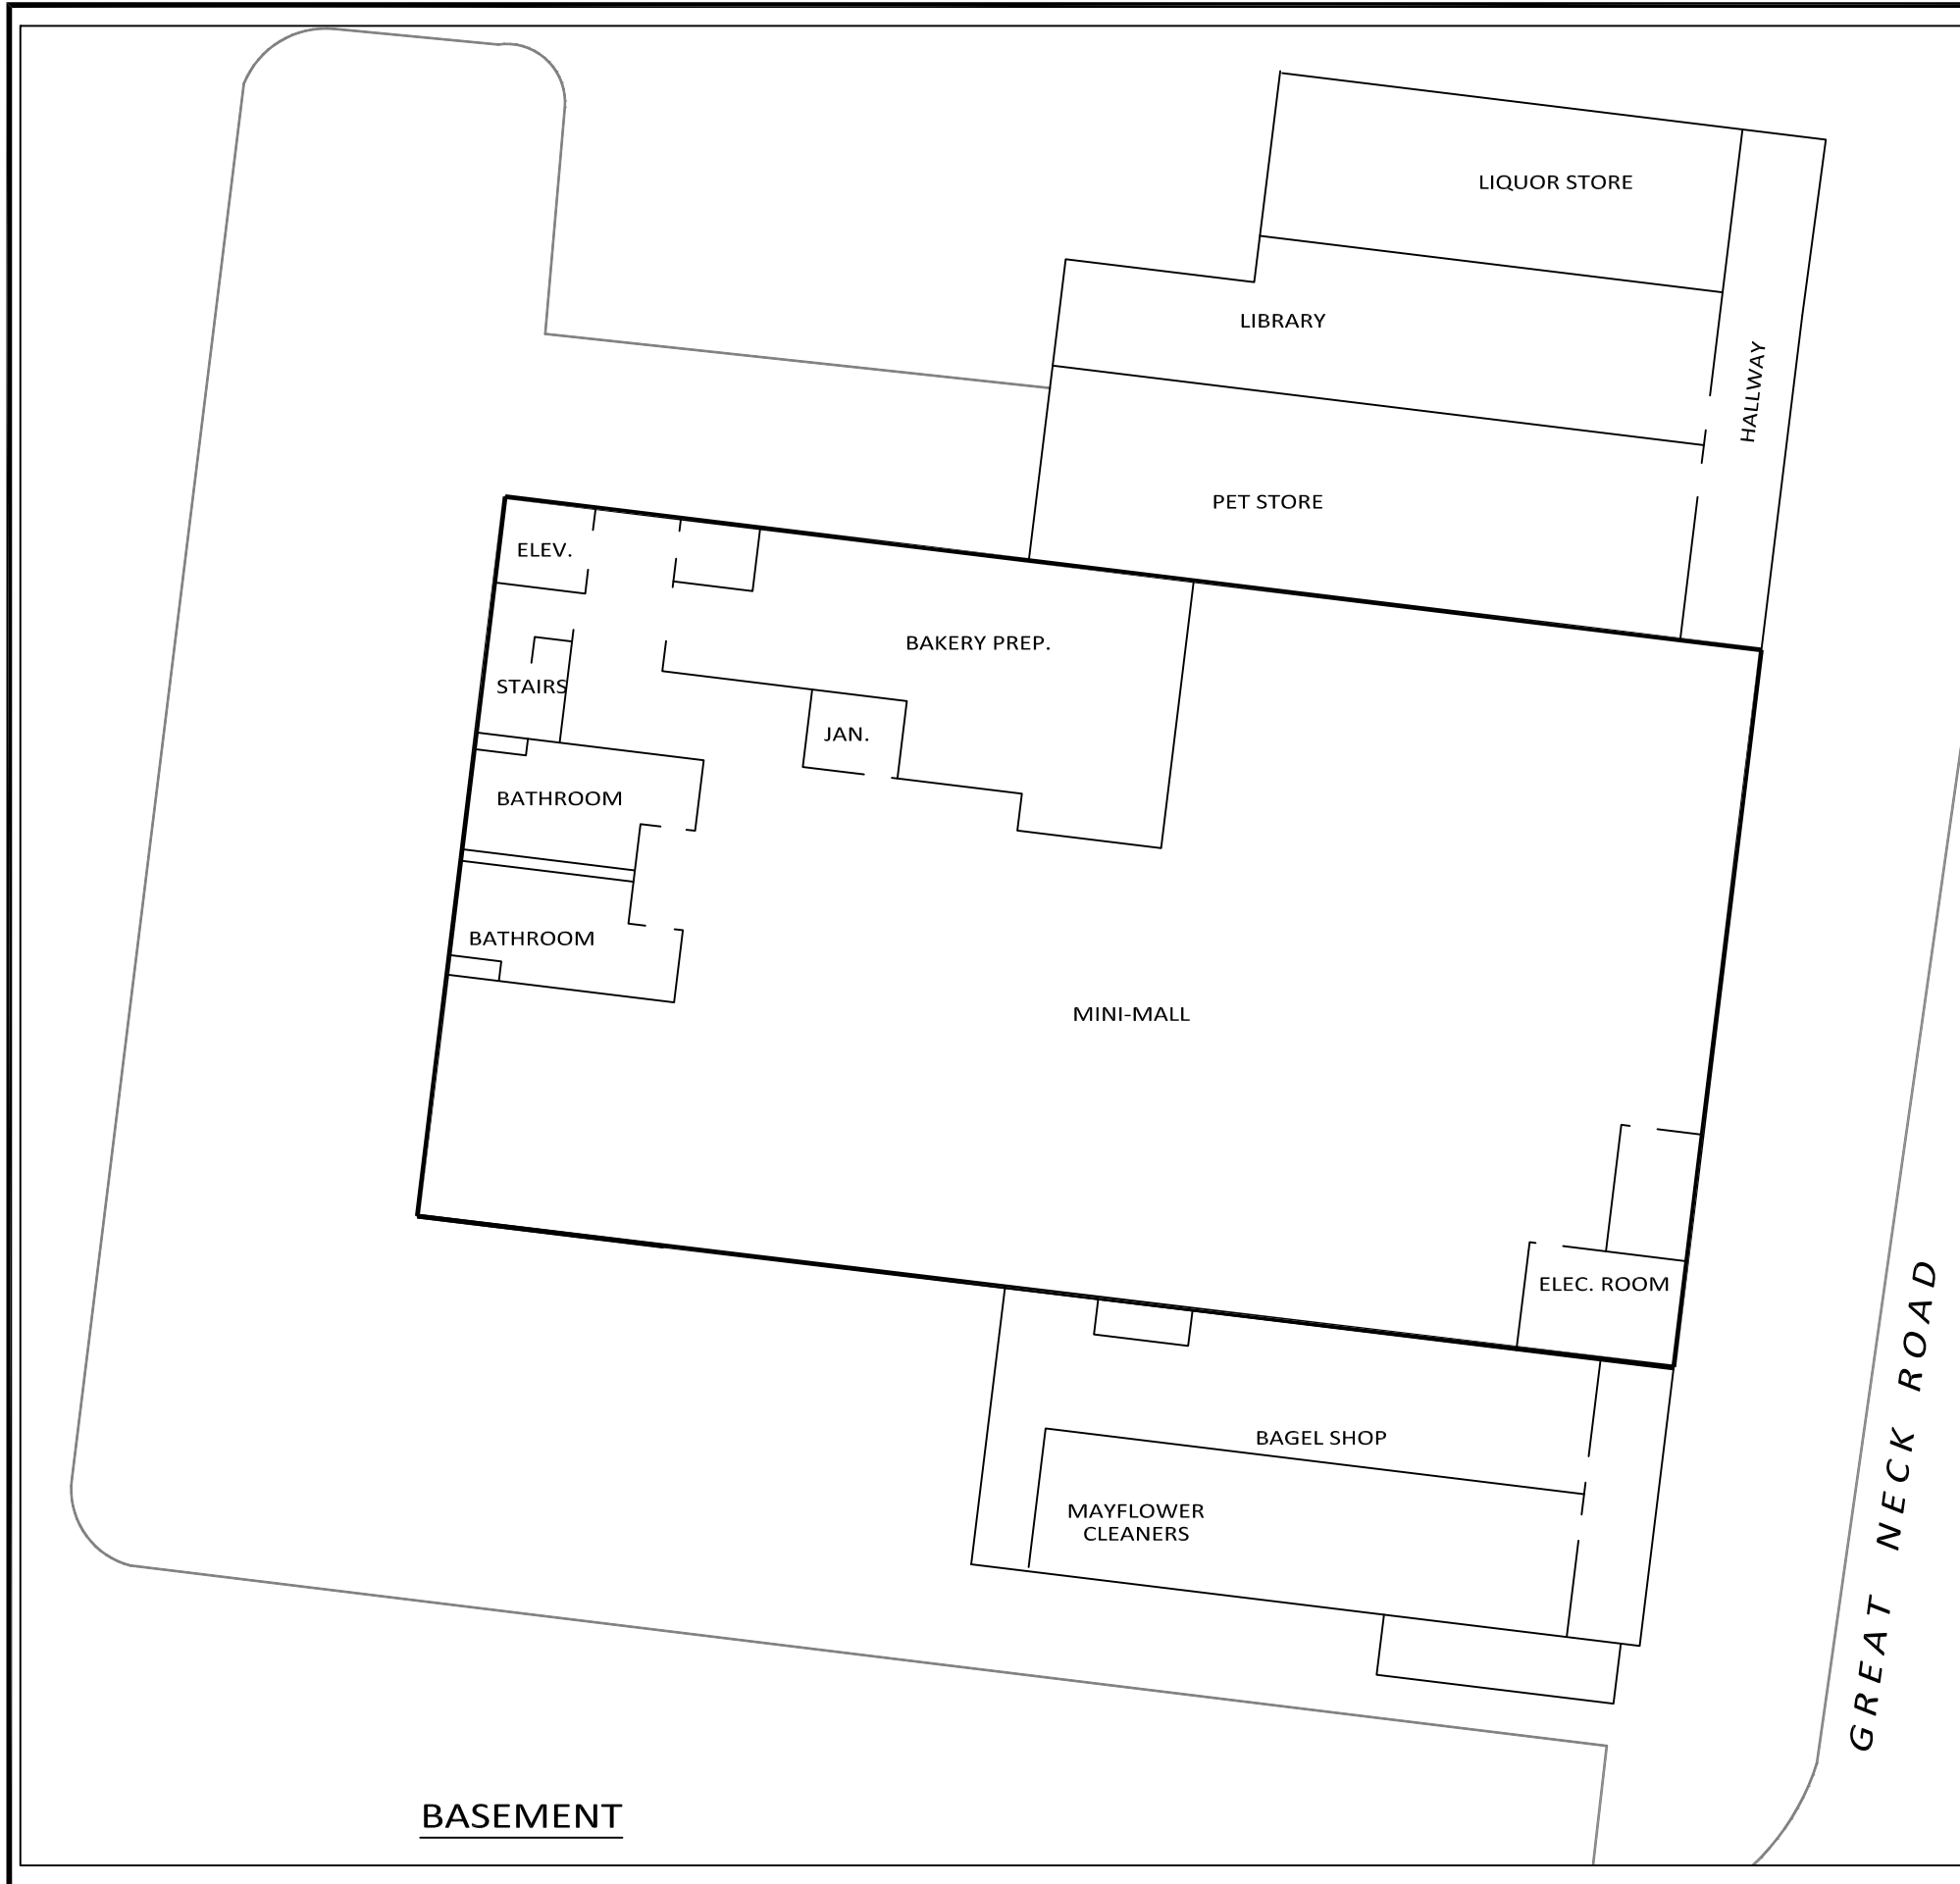 LIQUOR STORE
LIBRARY
HALLWAY
PET STORE
ELEV.
BAKERY PREP.
STAIRS
JAN.
BATHROOM
BATHROOM
MINI-MALL
ELEC. ROOM
BAGEL SHOP
MAYFLOWER
CLEANERS
GREAT NECK ROAD
BASEMENT